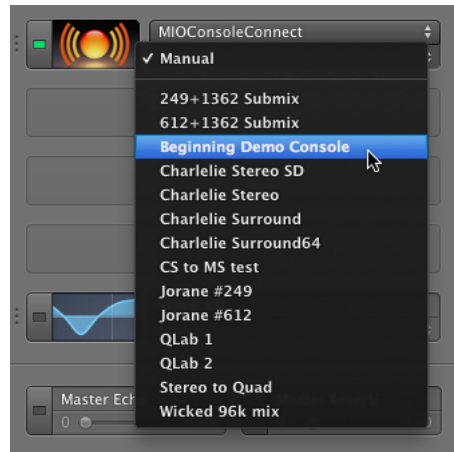 MIOConsoleConnect
✓ Manual
249+1362 Submix
612+1362 Submix
Beginning Demo Console
Charlelie Stereo SD
Charlelie Stereo
Charlelie Surround
Charlelie Surround64
CS to MS test
Jorane #249
Jorane #612
QLab 1
QLab 2
Stereo to Quad
Wicked 96k mix
Master Ech
0